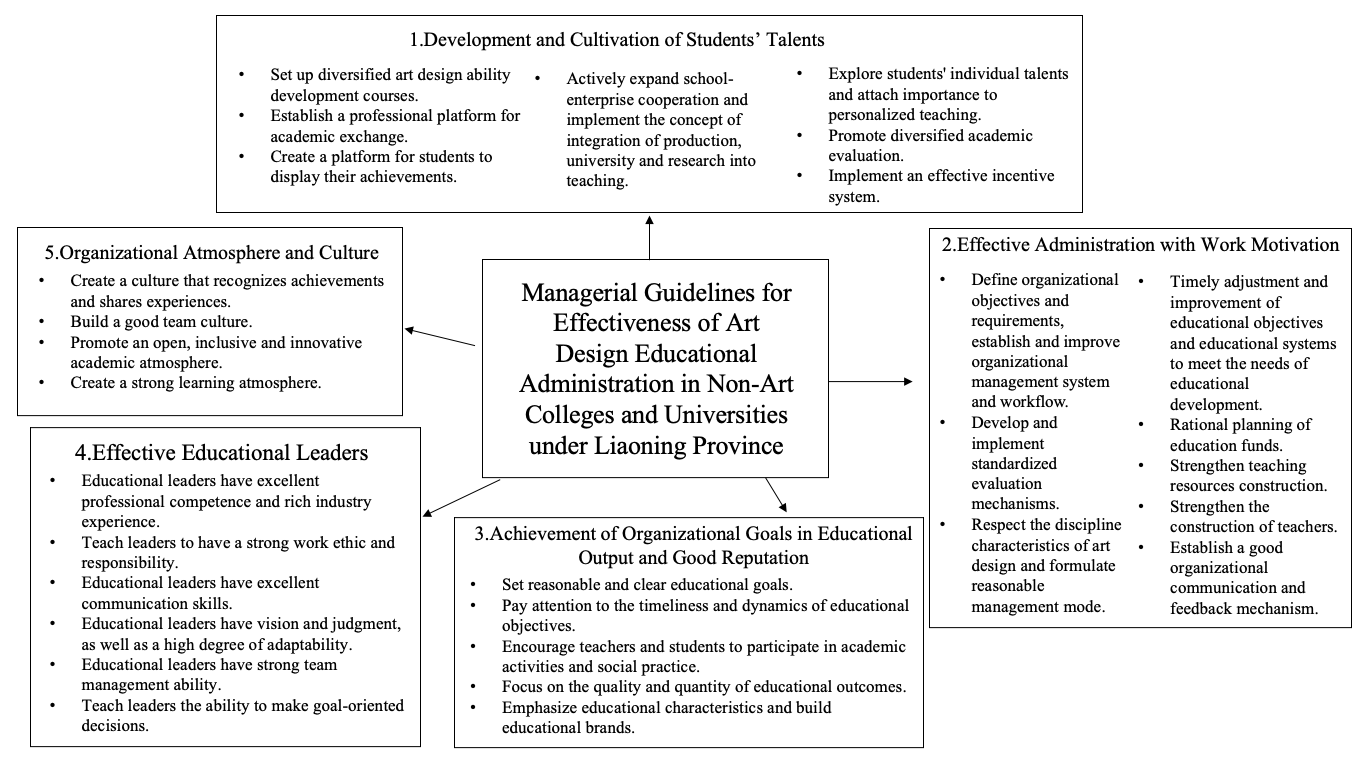 1.Development and Cultivation of Students’ Talents
• Set up diversified art design ability
development courses.
• Establish a professional platform for
academic exchange.
• Create a platform for students to
display their achievements.
• Actively expand school-
enterprise cooperation and
implement the concept of
integration of production,
university and research into
teaching.
• Explore students' individual talents
and attach importance to
personalized teaching.
• Promote diversified academic
evaluation.
• Implement an effective incentive
system.
5.Organizational Atmosphere and Culture
• Create a culture that recognizes achievements
and shares experiences.
• Build a good team culture.
• Promote an open, inclusive and innovative
academic atmosphere.
• Create a strong learning atmosphere.
Managerial Guidelines for
Effectiveness of Art
Design Educational
Administration in Non-Art
Colleges and Universities
under Liaoning Province
2.Effective Administration with Work Motivation
• Define organizational
objectives and
requirements,
establish and improve
organizational
management system
and workflow.
• Develop and
implement
standardized
evaluation
mechanisms.
• Respect the discipline
characteristics of art
design and formulate
reasonable
management mode.
• Timely adjustment and
improvement of
educational objectives
and educational systems
to meet the needs of
educational
development.
• Rational planning of
education funds.
• Strengthen teaching
resources construction.
• Strengthen the
construction of teachers.
• Establish a good
organizational
communication and
feedback mechanism.
4.Effective Educational Leaders
• Educational leaders have excellent
professional competence and rich industry
experience.
• Teach leaders to have a strong work ethic and
responsibility.
• Educational leaders have excellent
communication skills.
• Educational leaders have vision and judgment,
as well as a high degree of adaptability.
• Educational leaders have strong team
management ability.
• Teach leaders the ability to make goal-oriented
decisions.
3.Achievement of Organizational Goals in Educational
Output and Good Reputation
• Set reasonable and clear educational goals.
• Pay attention to the timeliness and dynamics of educational
objectives.
• Encourage teachers and students to participate in academic
activities and social practice.
• Focus on the quality and quantity of educational outcomes.
• Emphasize educational characteristics and build
educational brands.